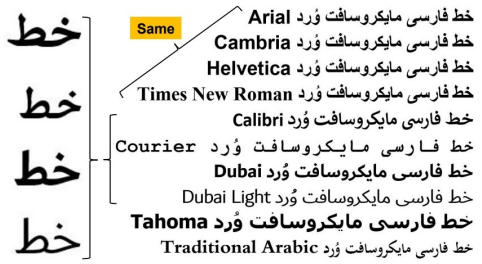 خط
خط
خط
خط
Same
خط فارسی مایکروسافت وُرد Arial
خط فارسی مایکروسافت وُرد Cambria
خط فارسی مایکروسافت وُرد Helvetica
خط فارسی مایکروسافت وُرد Times New Roman
خط فارسی مایکروسافت وُرد Calibri
خط فارسی مایکروسافت وُرد Courier
خط فارسی مایکروسافت وُرد Dubai
خط فارسی مایکروسافت وُرد Dubai Light
خط فارسی مایکروسافت وُرد Tahoma
خط فارسی مایکروسافت وُرد Traditional Arabic